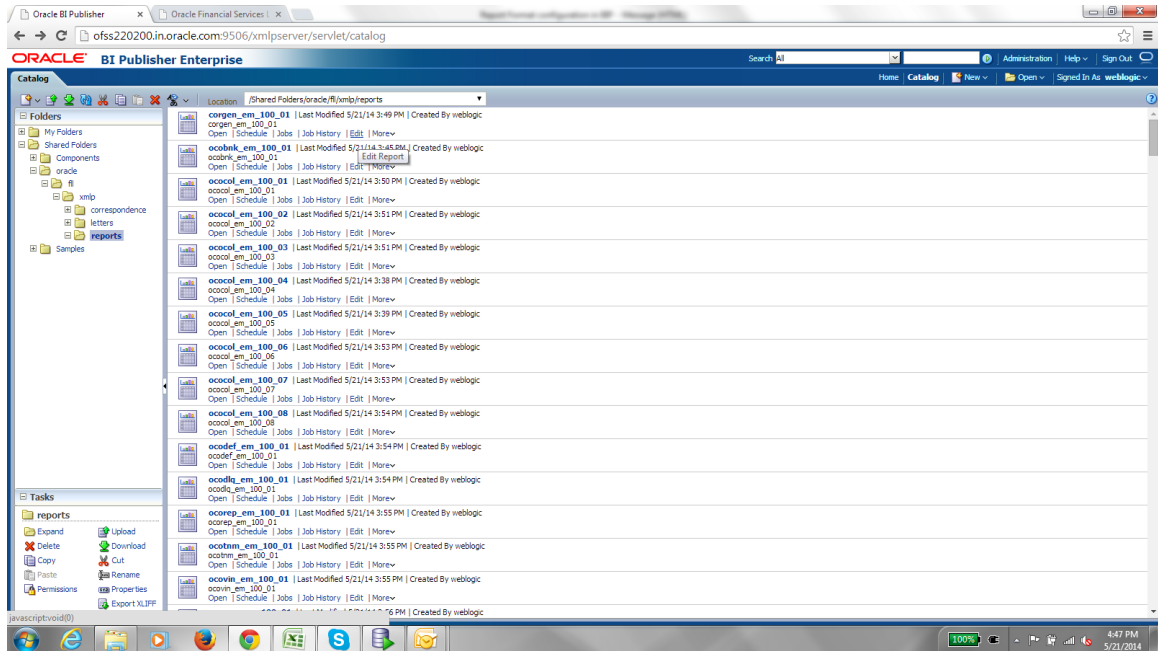 Oracle BI Publisher × Oracle Financial Services L ×
ofss220200.in.oracle.com:9506/xmlpserver/servlet/catalog
ORACLE BI Publisher Enterprise Search All Administration Help Sign Out
Catalog Home Catalog New Open Signed In As weblogic
Location /Shared Folders/oracle/fl/xmlp/reports
Folders
My Folders
Shared Folders
Components
oracle
fl
xmlp
correspondence
letters
reports
Samples
corgen_em_100_01 | Last Modified 5/21/14 3:49 PM | Created By weblogic
corgen_em_100_01
Open | Schedule | Jobs | Job History | Edit | More
ocobnk_em_100_01 | Last Modified 5/21/14 3:45 PM | Created By weblogic
Edit Report
ocobnk_em_100_01
Open | Schedule | Jobs | Job History | Edit | More
ococol_em_100_01 | Last Modified 5/21/14 3:50 PM | Created By weblogic
ococol_em_100_01
Open | Schedule | Jobs | Job History | Edit | More
ococol_em_100_02 | Last Modified 5/21/14 3:51 PM | Created By weblogic
ococol_em_100_02
Open | Schedule | Jobs | Job History | Edit | More
ococol_em_100_03 | Last Modified 5/21/14 3:51 PM | Created By weblogic
ococol_em_100_03
Open | Schedule | Jobs | Job History | Edit | More
ococol_em_100_04 | Last Modified 5/21/14 3:38 PM | Created By weblogic
ococol_em_100_04
Open | Schedule | Jobs | Job History | Edit | More
ococol_em_100_05 | Last Modified 5/21/14 3:39 PM | Created By weblogic
ococol_em_100_05
Open | Schedule | Jobs | Job History | Edit | More
ococol_em_100_06 | Last Modified 5/21/14 3:53 PM | Created By weblogic
ococol_em_100_06
Open | Schedule | Jobs | Job History | Edit | More
ococol_em_100_07 | Last Modified 5/21/14 3:53 PM | Created By weblogic
ococol_em_100_07
Open | Schedule | Jobs | Job History | Edit | More
ococol_em_100_08 | Last Modified 5/21/14 3:54 PM | Created By weblogic
ococol_em_100_08
Open | Schedule | Jobs | Job History | Edit | More
ocodef_em_100_01 | Last Modified 5/21/14 3:54 PM | Created By weblogic
ocodef_em_100_01
Open | Schedule | Jobs | Job History | Edit | More
ocodlq_em_100_01 | Last Modified 5/21/14 3:54 PM | Created By weblogic
ocodlq_em_100_01
Open | Schedule | Jobs | Job History | Edit | More
ocorep_em_100_01 | Last Modified 5/21/14 3:55 PM | Created By weblogic
ocorep_em_100_01
Open | Schedule | Jobs | Job History | Edit | More
ocotnm_em_100_01 | Last Modified 5/21/14 3:55 PM | Created By weblogic
ocotnm_em_100_01
Open | Schedule | Jobs | Job History | Edit | More
ocovin_em_100_01 | Last Modified 5/21/14 3:55 PM | Created By weblogic
ocovin_em_100_01
Open | Schedule | Jobs | Job History | Edit | More
PM | Created By weblogic
Tasks
reports
Expand Upload
Delete Download
Copy Cut
Paste Rename
Permissions Properties
Export XLIFF
javascript:void(0)
100% 4:47 PM
5/21/2014